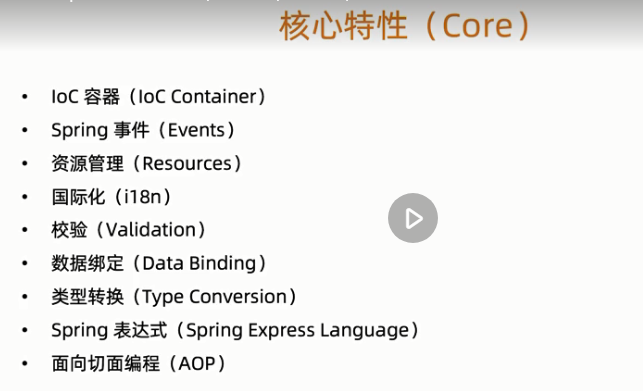 核心特性（Core）
• IoC 容器（IoC Container）
• Spring 事件（Events）
• 资源管理（Resources）
• 国际化（i18n）
• 校验（Validation）
• 数据绑定（Data Binding）
• 类型转换（Type Conversion）
• Spring 表达式（Spring Express Language）
• 面向切面编程（AOP）